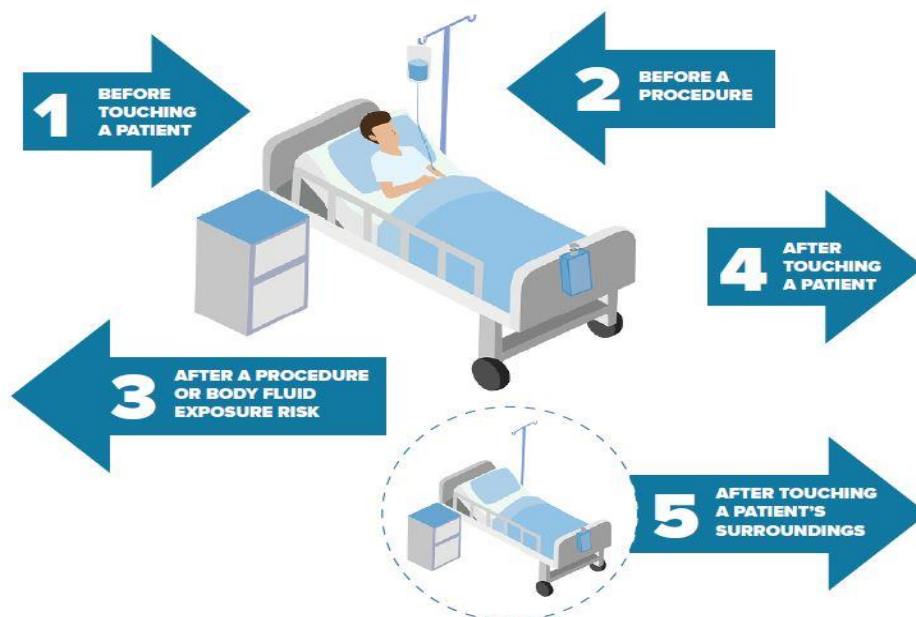 1
BEFORE
TOUCHING
A PATIENT
2
BEFORE A
PROCEDURE
3
AFTER A PROCEDURE
OR BODY FLUID
EXPOSURE RISK
4
AFTER
TOUCHING
A PATIENT
5
AFTER TOUCHING
A PATIENT'S
SURROUNDINGS